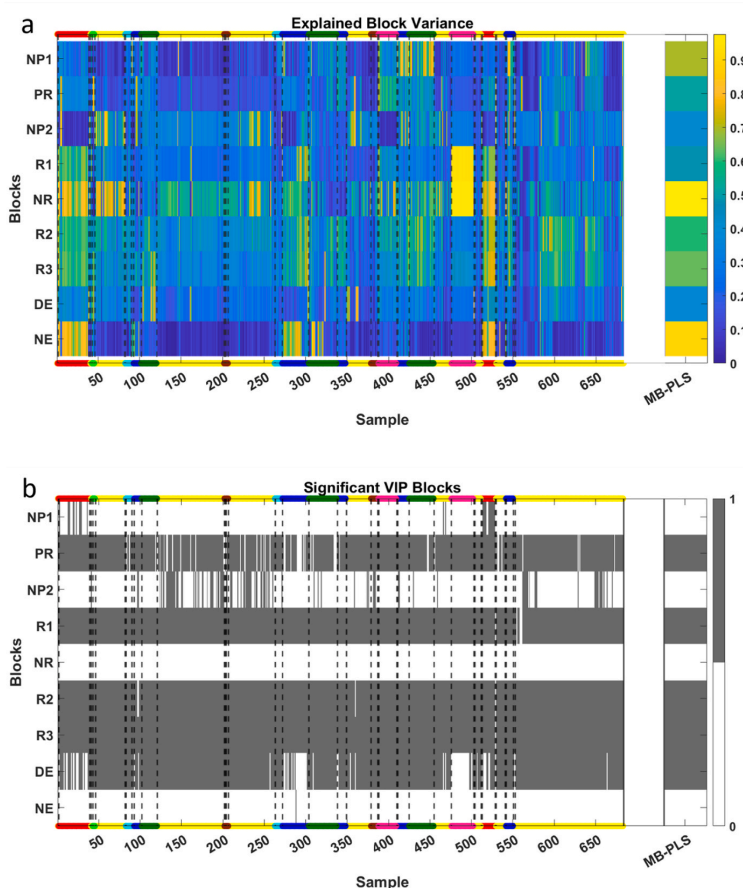 a
Explained Block Variance
NP1
PR
NP2
R1
NR
R2
R3
DE
NE
Blocks
50 100 150 200 250 300 350 400 450 500 550 600 650
Sample
MB-PLS
0.9
0.8
0.7
0.6
0.5
0.4
0.3
0.2
0.1
0
b
Significant VIP Blocks
NP1
PR
NP2
R1
NR
R2
R3
DE
NE
Blocks
50 100 150 200 250 300 350 400 450 500 550 600 650
Sample
MB-PLS
1
0